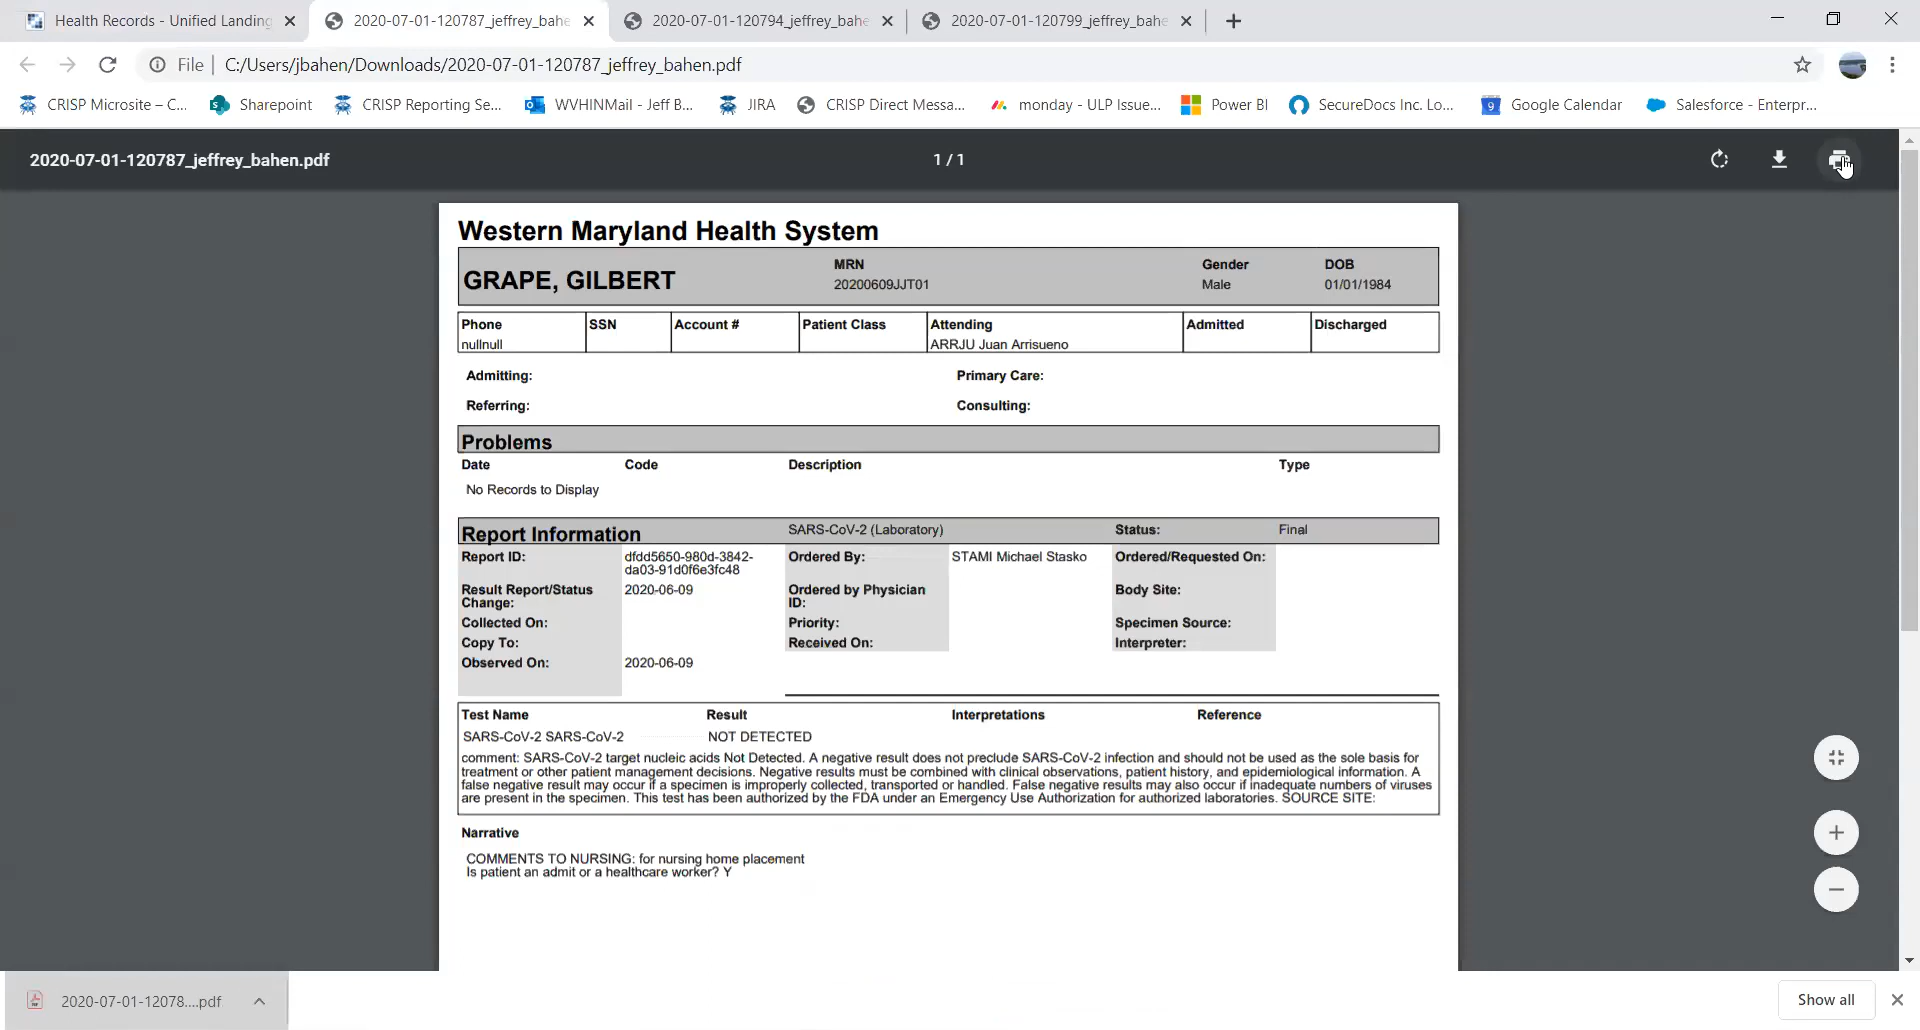 Health Records - Unified Landing
2020-07-01-120787_jeffrey_bahe
2020-07-01-120794_jeffrey_bahe
2020-07-01-120799_jeffrey_bahe
File | C:/Users/jbahen/Downloads/2020-07-01-120787_jeffrey_bahen.pdf
CRISP Microsite – C... Sharepoint CRISP Reporting Se... WVHINMail - Jeff B... JIRA CRISP Direct Messa... monday - ULP Issue... Power BI SecureDocs Inc. Lo... 9 Google Calendar Salesforce - Enterpr...
2020-07-01-120787_jeffrey_bahen.pdf 1 / 1
Western Maryland Health System
MRN Gender DOB
GRAPE, GILBERT 20200609JJT01 Male 01/01/1984
Phone SSN Account # Patient Class Attending Admitted Discharged
nullnull ARRJU Juan Arrisueno
Admitting: Primary Care:
Referring: Consulting:
Problems
Date Code Description Type
No Records to Display
Report Information SARS-CoV-2 (Laboratory) Status: Final
Report ID: dfdd5650-980d-3842- Ordered By: STAMI Michael Stasko Ordered/Requested On:
da03-91d0f6e3fc48
Result Report/Status 2020-06-09 Ordered by Physician Body Site:
Change: ID:
Collected On: Priority: Specimen Source:
Copy To: Received On: Interpreter:
Observed On: 2020-06-09
Test Name Result Interpretations Reference
SARS-CoV-2 SARS-CoV-2 NOT DETECTED
comment: SARS-CoV-2 target nucleic acids Not Detected. A negative result does not preclude SARS-CoV-2 infection and should not be used as the sole basis for
treatment or other patient management decisions. Negative results must be combined with clinical observations, patient history, and epidemiological information. A
false negative result may occur if a specimen is improperly collected, transported or handled. False negative results may also occur if inadequate numbers of viruses
are present in the specimen. This test has been authorized by the FDA under an Emergency Use Authorization for authorized laboratories. SOURCE SITE:
Narrative
COMMENTS TO NURSING: for nursing home placement
Is patient an admit or a healthcare worker? Y
2020-07-01-12078....pdf Show all